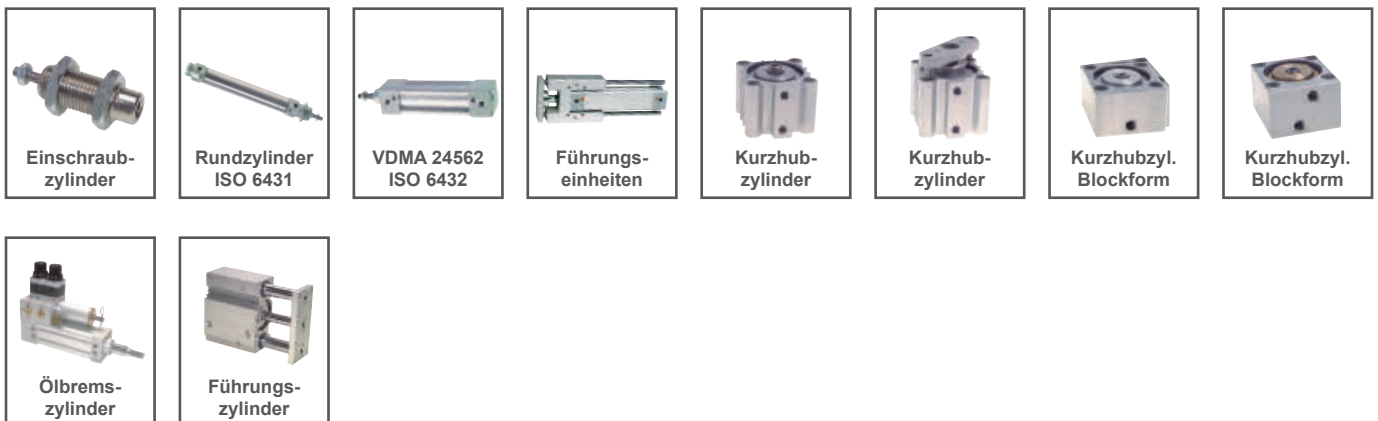 Einschraub-
zylinder
Rundzylinder
ISO 6431
VDMA 24562
ISO 6432
Führungs-
einheiten
Kurzhub-
zylinder
Kurzhub-
zylinder
Kurzhubzyl.
Blockform
Kurzhubzyl.
Blockform
Ölbrems-
zylinder
Führungs-
zylinder